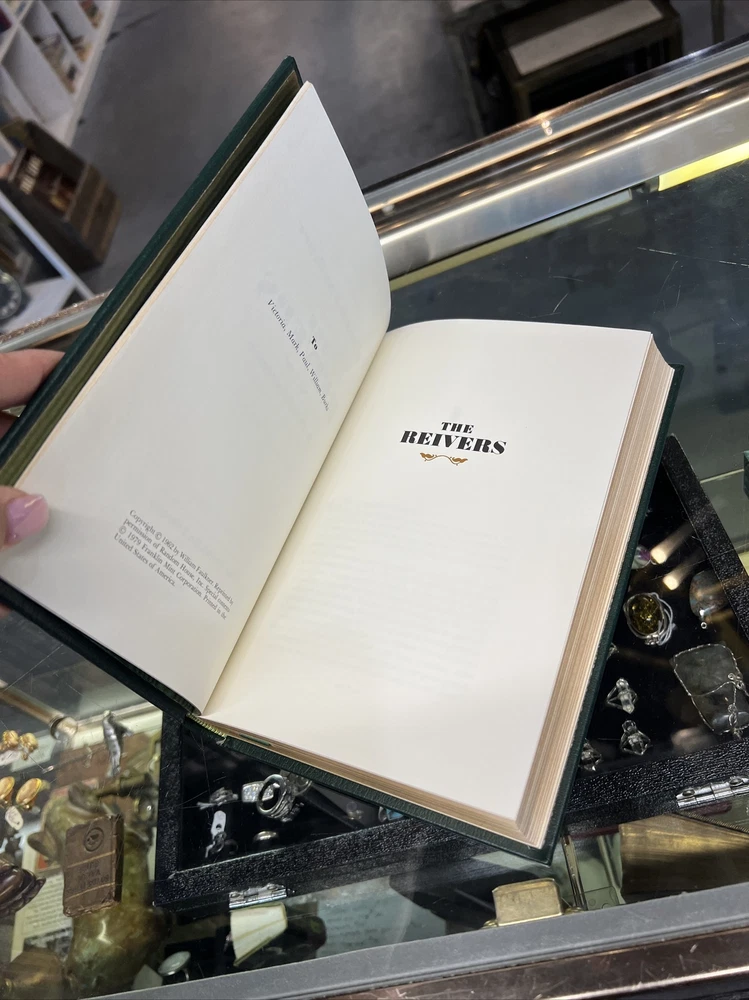 To
Victoria, Mark, Paul, William, Burks
Copyright © 1962 by William Faulkner. Reprinted by
permission of Random House, Inc. Special contents
© 1979 Franklin Mint Corporation. Printed in the
United States of America.
THE
REIVERS